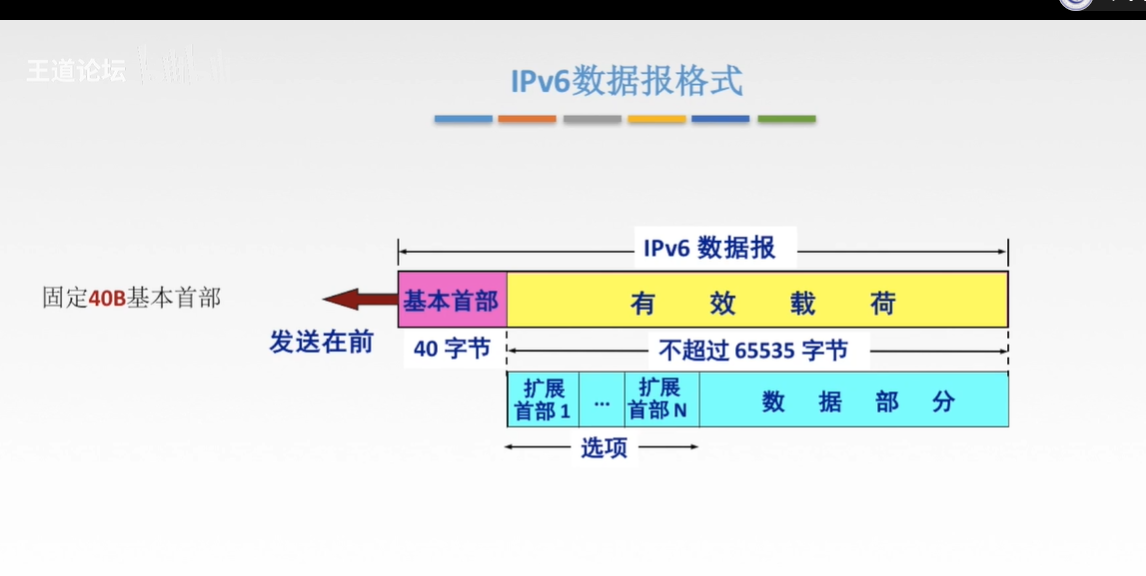 王道论坛
IPv6数据报格式
IPv6 数据报
固定40B基本首部
基本首部
有效载荷
发送在前
40 字节
不超过 65535 字节
扩展
首部 1
...
扩展
首部 N
数据部分
选项